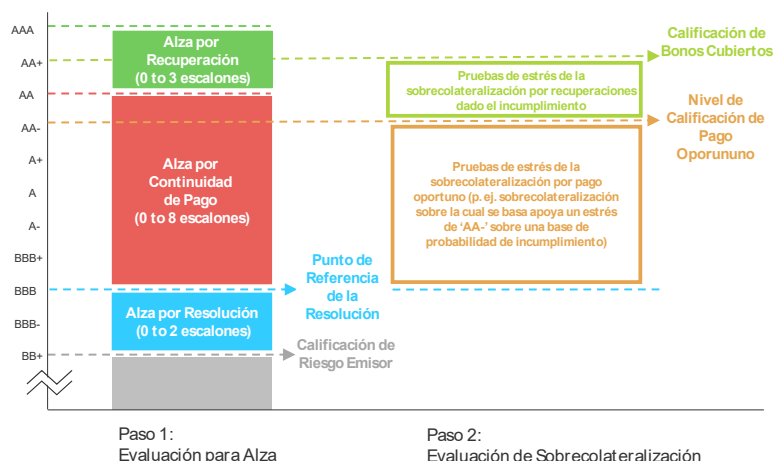 AAA
AA+
AA
AA-
A+
A
A-
BBB+
BBB
BBB-
BB+
Alza por
Recuperación
(0 to 3 escalones)
Alza por
Continuidad
de Pago
(0 to 8 escalones)
Alza por Resolución
(0 to 2 escalones)
Punto de
Referencia
de la
Resolución
Calificación de
Riesgo Emisor
Pruebas de estrés de la
sobrecolateralización por recuperaciones
dado el incumplimiento
Pruebas de estrés de la
sobrecolateralización por pago
oportuno (p. ej. sobrecolateralización
sobre la cual se basa apoya un estrés
de 'AA-' sobre una base de
probabilidad de incumplimiento)
Calificación de
Bonos Cubiertos
Nivel de
Calificación de
Pago
Oporununo
Paso 1:
Evaluación para Alza
Paso 2:
Evaluación de Sobrecolateralización